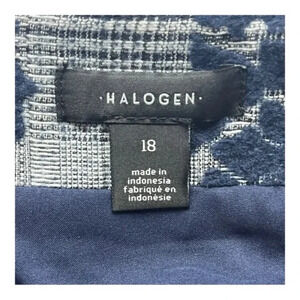 ·HALOGEN·
18
made in
indonesia
fabriqué en
indonésie